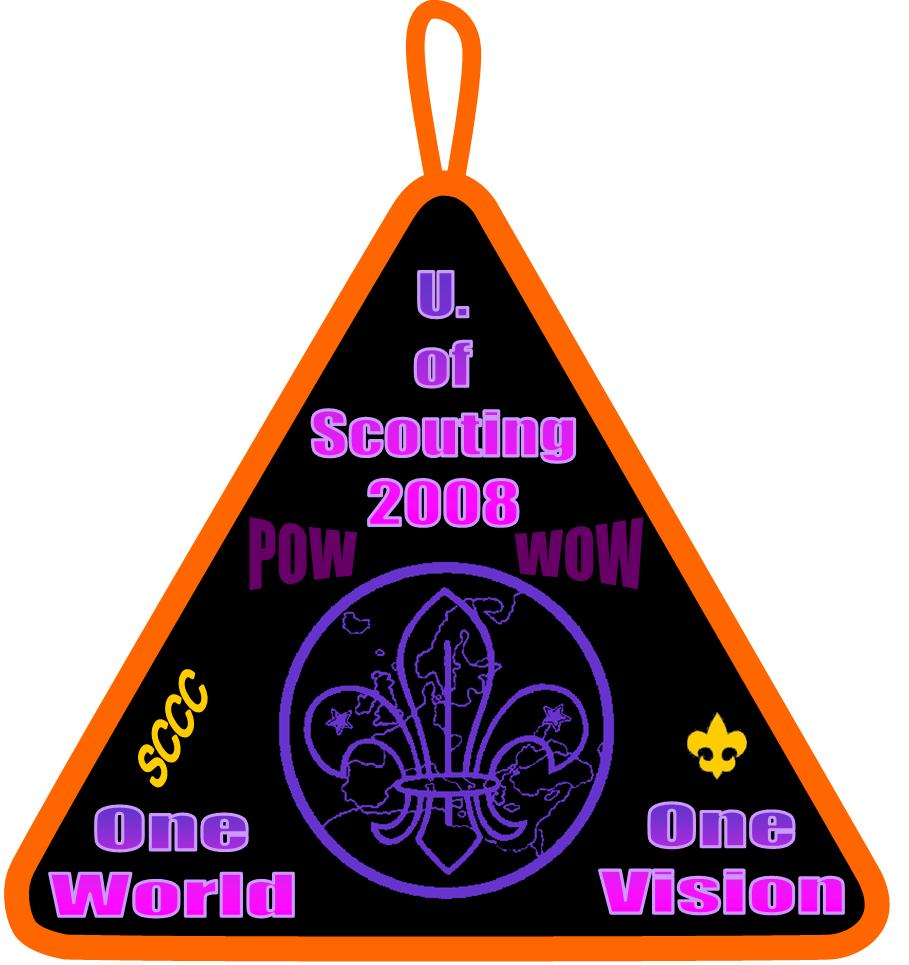 U.
of
Scouting
2008
POW WOW
SCCC
One
World
One
Vision